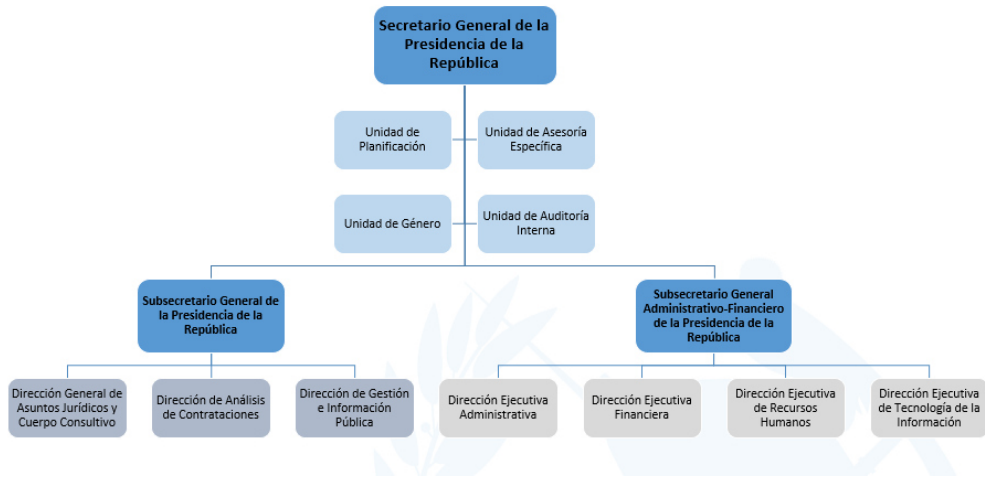 Secretario General de la
Presidencia de la
República
Unidad de
Planificación
Unidad de Asesoría
Específica
Unidad de Género
Unidad de Auditoría
Interna
Subsecretario General de
la Presidencia de la
República
Subsecretario General
Administrativo-Financiero
de la Presidencia de la
República
Dirección General de
Asuntos Jurídicos y
Cuerpo Consultivo
Dirección de Análisis
de Contrataciones
Dirección de Gestión
e Información
Pública
Dirección Ejecutiva
Administrativa
Dirección Ejecutiva
Financiera
Dirección Ejecutiva
de Recursos
Humanos
Dirección Ejecutiva
de Tecnología de la
Información